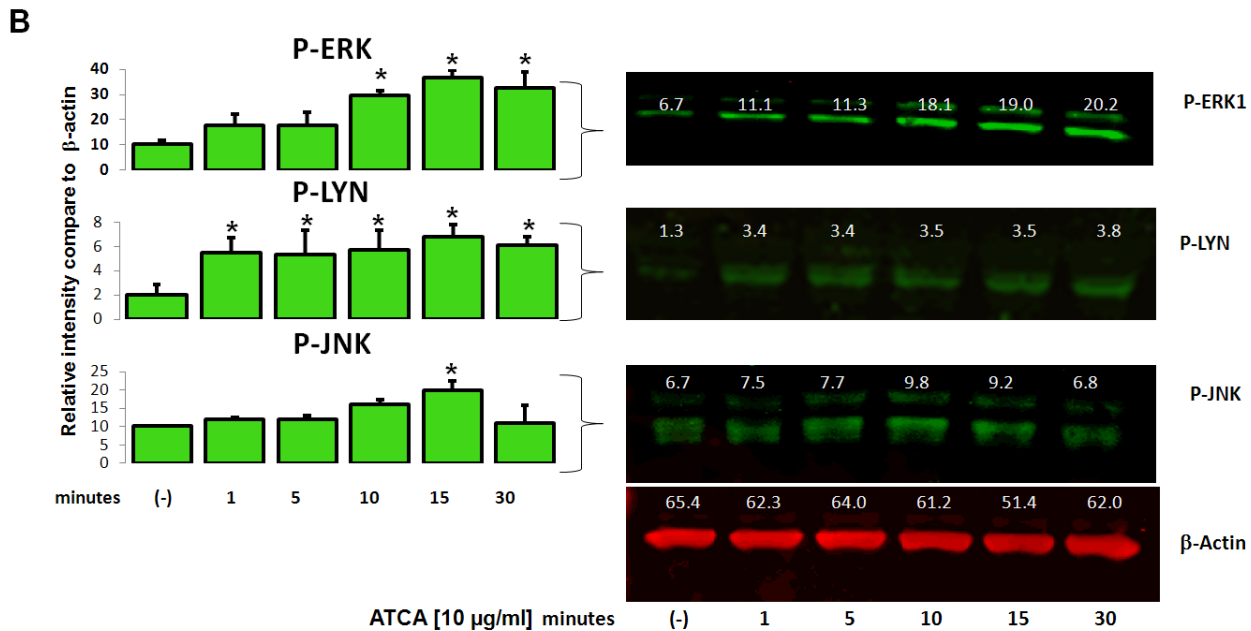 B
P-ERK
*
*
*
40
30
20
10
0
6.7 11.1 11.3 18.1 19.0 20.2
P-ERK1
Relative intensity compare to β-actin
P-LYN
*
*
*
*
*
8
6
4
2
0
1.3 3.4 3.4 3.5 3.5 3.8
P-LYN
P-JNK
*
25
20
15
10
5
0
6.7 7.5 7.7 9.8 9.2 6.8
P-JNK
minutes (-) 1 5 10 15 30
65.4 62.3 64.0 61.2 51.4 62.0
β-Actin
ATCA [10 µg/ml] minutes (-) 1 5 10 15 30